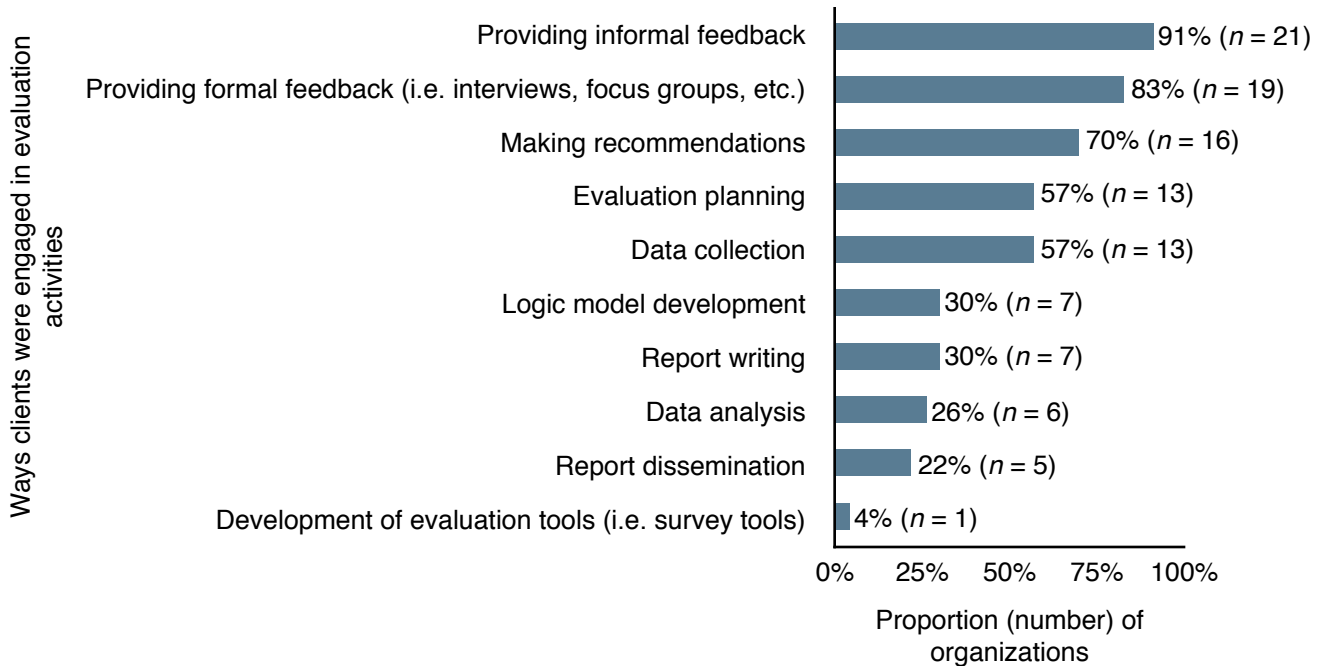 Ways clients were engaged in evaluation
activities
Providing informal feedback 91% (n = 21)
Providing formal feedback (i.e. interviews, focus groups, etc.) 83% (n = 19)
Making recommendations 70% (n = 16)
Evaluation planning 57% (n = 13)
Data collection 57% (n = 13)
Logic model development 30% (n = 7)
Report writing 30% (n = 7)
Data analysis 26% (n = 6)
Report dissemination 22% (n = 5)
Development of evaluation tools (i.e. survey tools) 4% (n = 1)
0% 25% 50% 75% 100%
Proportion (number) of
organizations